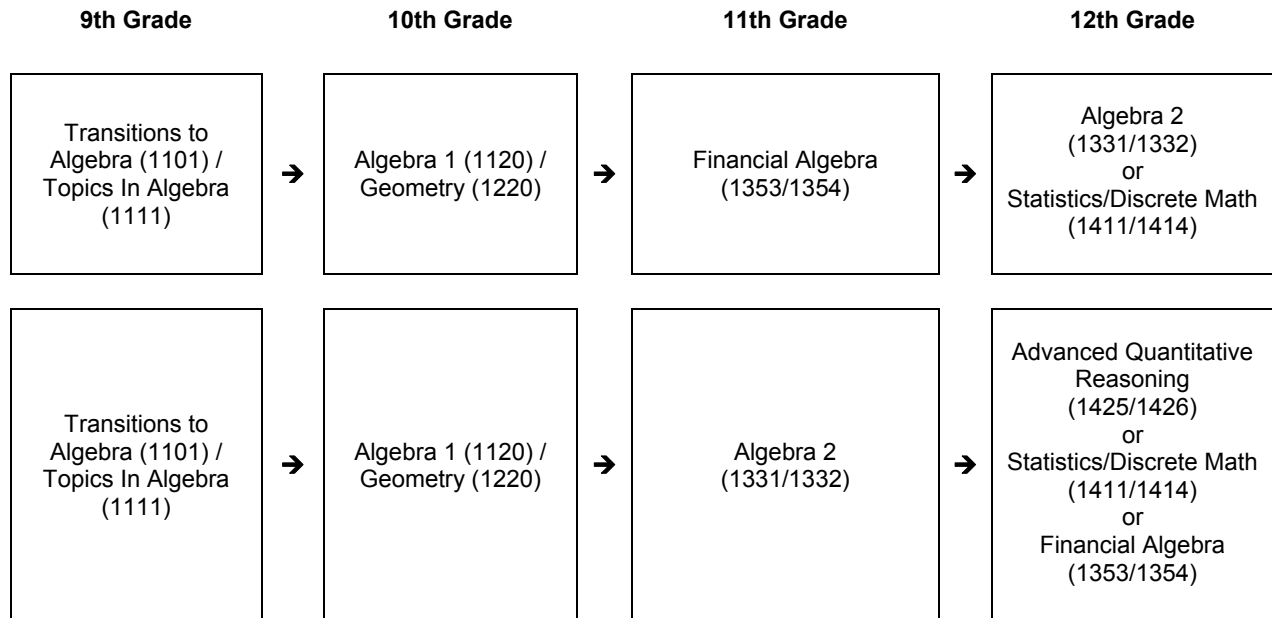 9th Grade
10th Grade
11th Grade
12th Grade
Transitions to
Algebra (1101) /
Topics In Algebra
(1111)
➔
Algebra 1 (1120) /
Geometry (1220)
➔
Financial Algebra
(1353/1354)
➔
Algebra 2
(1331/1332)
or
Statistics/Discrete Math
(1411/1414)
Transitions to
Algebra (1101) /
Topics In Algebra
(1111)
➔
Algebra 1 (1120) /
Geometry (1220)
➔
Algebra 2
(1331/1332)
➔
Advanced Quantitative
Reasoning
(1425/1426)
or
Statistics/Discrete Math
(1411/1414)
or
Financial Algebra
(1353/1354)